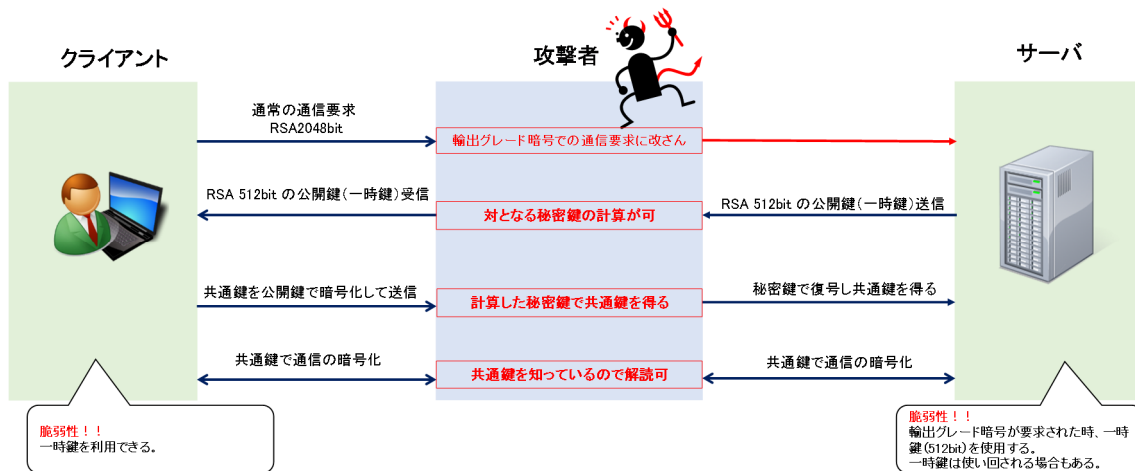 クライアント
攻撃者
サーバ
通常の通信要求
RSA2048bit
輸出グレード暗号での通信要求に改ざん
RSA 512bit の公開鍵(一時鍵)受信
対となる秘密鍵の計算が可
RSA 512bit の公開鍵(一時鍵)送信
共通鍵を公開鍵で暗号化して送信
計算した秘密鍵で共通鍵を得る
秘密鍵で復号し共通鍵を得る
共通鍵で通信の暗号化
共通鍵を知っているので解読可
共通鍵で通信の暗号化
脆弱性！！
一時鍵を利用できる。
脆弱性！！
輸出グレード暗号が要求された時、一時
鍵(512bit)を使用する。
一時鍵は使い回される場合もある。